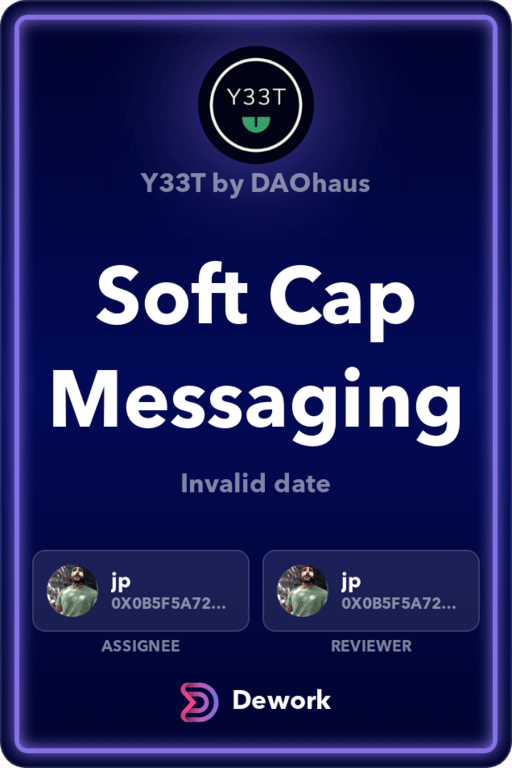 Y33T
Y33T by DAOhaus
Soft Cap
Messaging
Invalid date
jp
0X0B5F5A72...
ASSIGNEE
jp
0X0B5F5A72...
REVIEWER
Dework